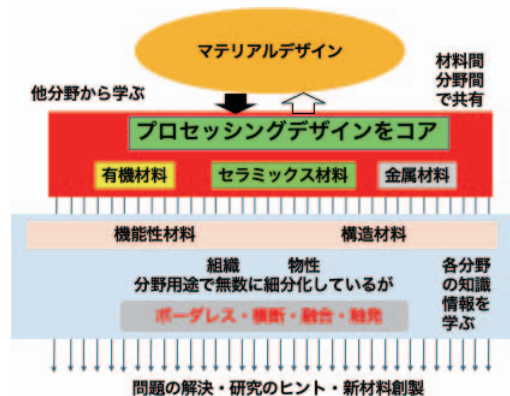 マテリアルデザイン
他分野から学ぶ
材料間
分野間
で共有
プロセッシングデザインをコア
有機材料
セラミックス材料
金属材料
機能性材料
構造材料
組織 物性
分野用途で無数に細分化しているが
ボーダレス・横断・融合・融発
各分野
の知識
情報を
学ぶ
問題の解決・研究のヒント・新材料創製